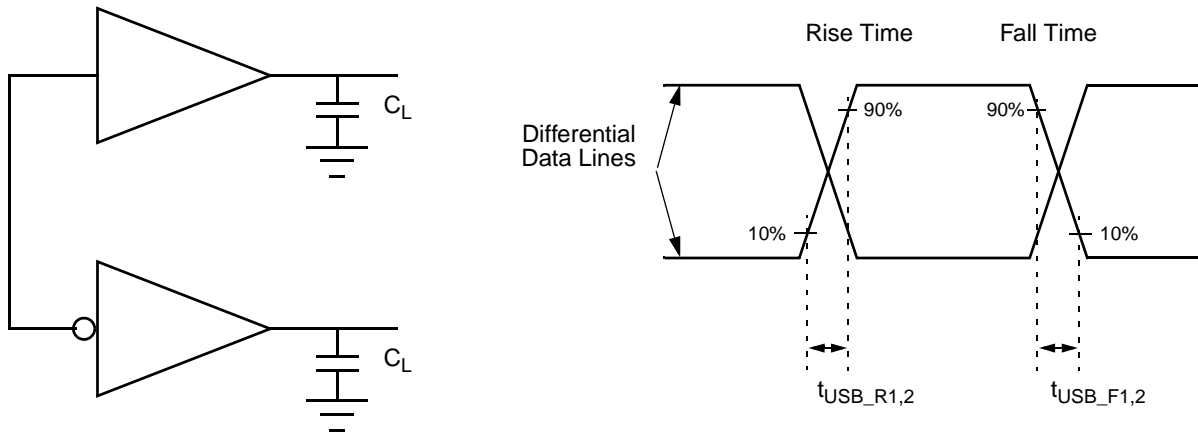 Rise Time
Fall Time
C_L
Differential
Data Lines
90%
90%
10%
10%
C_L
t_USB_R1,2
t_USB_F1,2